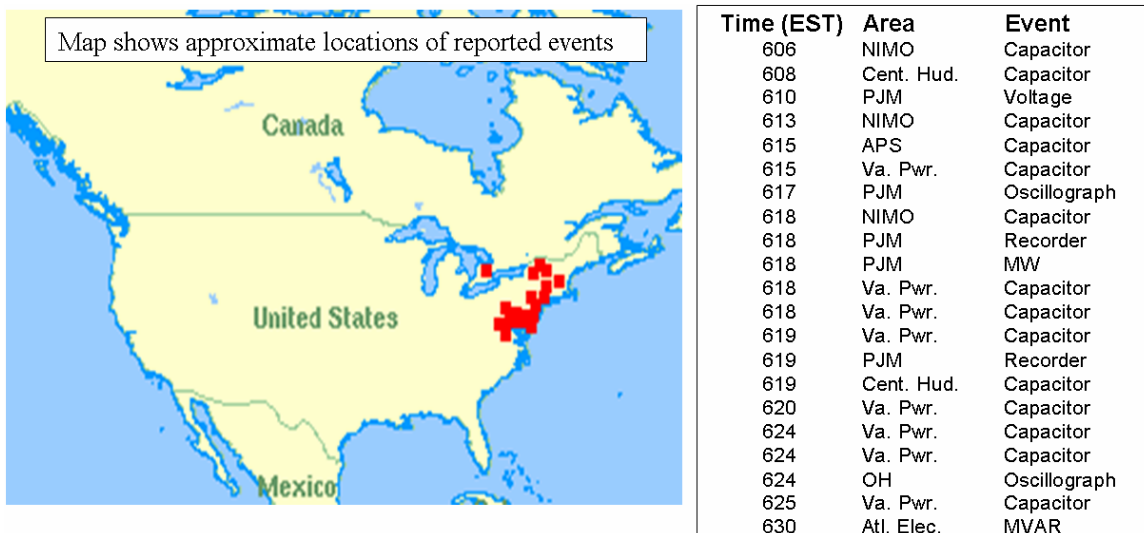 Map shows approximate locations of reported events
Canada
United States
Mexico
Time (EST) Area Event
606 NIMO Capacitor
608 Cent. Hud. Capacitor
610 PJM Voltage
613 NIMO Capacitor
615 APS Capacitor
615 Va. Pwr. Capacitor
617 PJM Oscillograph
618 NIMO Capacitor
618 PJM Recorder
618 PJM MW
618 Va. Pwr. Capacitor
618 Va. Pwr. Capacitor
619 Va. Pwr. Capacitor
619 PJM Recorder
619 Cent. Hud. Capacitor
620 Va. Pwr. Capacitor
624 Va. Pwr. Capacitor
624 Va. Pwr. Capacitor
624 OH Oscillograph
625 Va. Pwr. Capacitor
630 Atl. Elec. MVAR